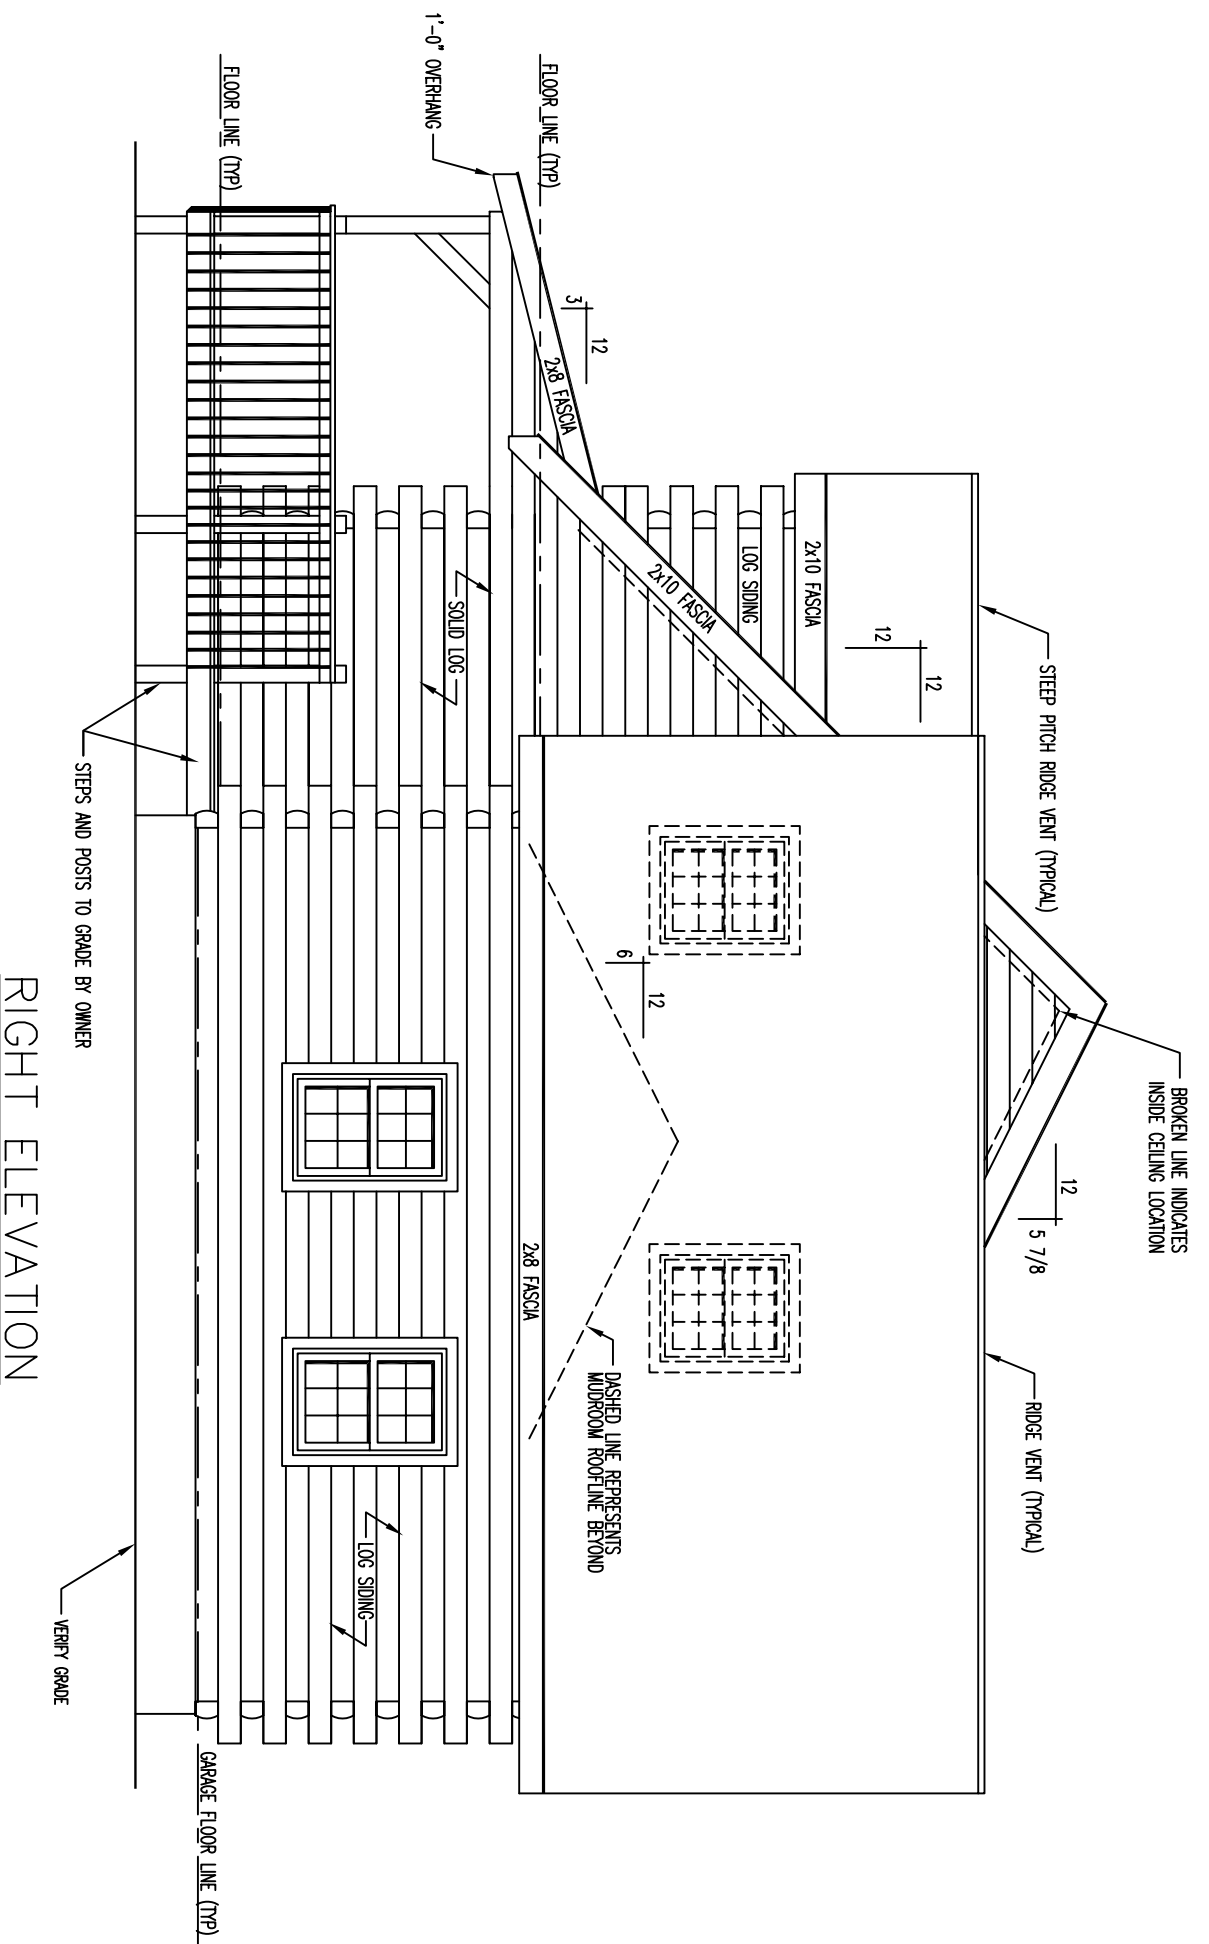 BROKEN LINE INDICATES
INSIDE CEILING LOCATION
12
5 7/8
STEEP PITCH RIDGE VENT (TYPICAL)
RIDGE VENT (TYPICAL)
12
12
2x10 FASCIA
LOG SIDING
2x10 FASCIA
12
6
DASHED LINE REPRESENTS
MUDROOM ROOFLINE BEYOND
12
3
2x8 FASCIA
FLOOR LINE (TYP)
2x8 FASCIA
1'-0" OVERHANG
SOLID LOG
LOG SIDING
FLOOR LINE (TYP)
GARAGE FLOOR LINE (TYP)
STEPS AND POSTS TO GRADE BY OWNER
VERIFY GRADE
RIGHT ELEVATION